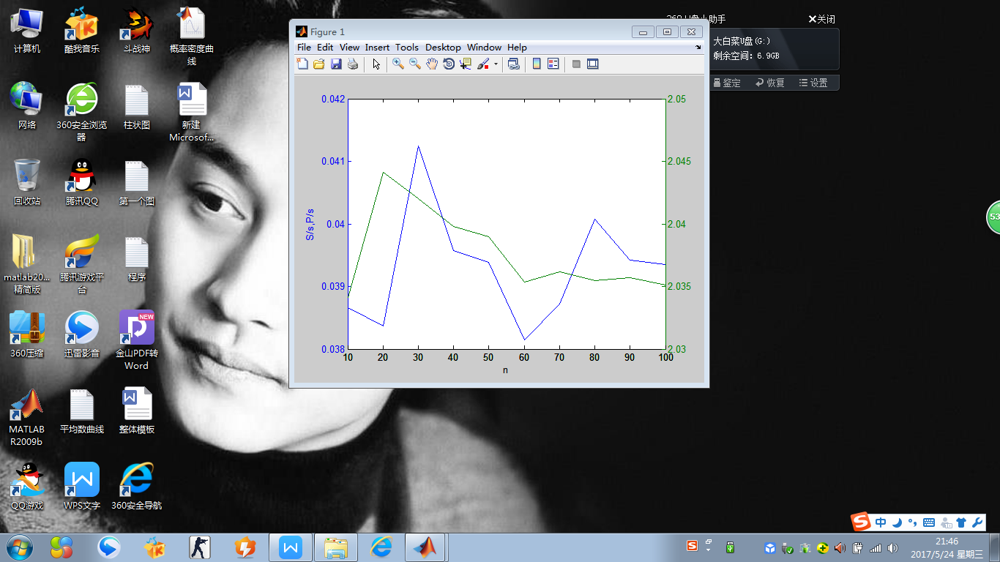 计算机
酷我音乐
斗战神
概率密度曲
线
网络
360安全浏览
器
柱状图
新建
Microsof...
回收站
腾讯QQ
第一个图
matlab20...
精简版
腾讯游戏平
台
程序
360压缩
迅雷影音
NEW
金山PDF转
Word
MATLAB
R2009b
平均数曲线
整体模板
QQ游戏
WPS文字
360安全导航
Figure 1
File Edit View Insert Tools Desktop Window Help
0.042
0.041
0.04
0.039
0.038
S/s,P/s
2.05
2.045
2.04
2.035
2.03
10 20 30 40 50 60 70 80 90 100
n
360 U盘小助手
关闭
大白菜U盘(G:)
剩余空间：6.9GB
鉴定 恢复 设置
53
中
21:46
2017/5/24 星期三